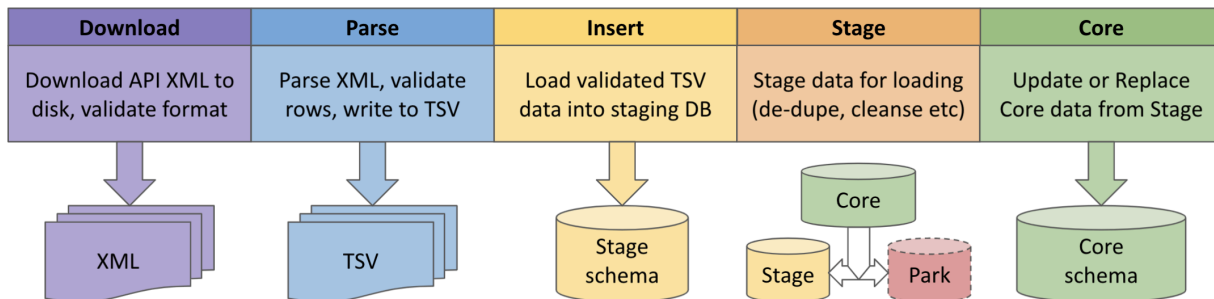 Download
Parse
Insert
Stage
Core
Download API XML to
disk, validate format
Parse XML, validate
rows, write to TSV
Load validated TSV
data into staging DB
Stage data for loading
(de-dupe, cleanse etc)
Update or Replace
Core data from Stage
XML
TSV
Stage
schema
Core
Stage
Park
Core
schema